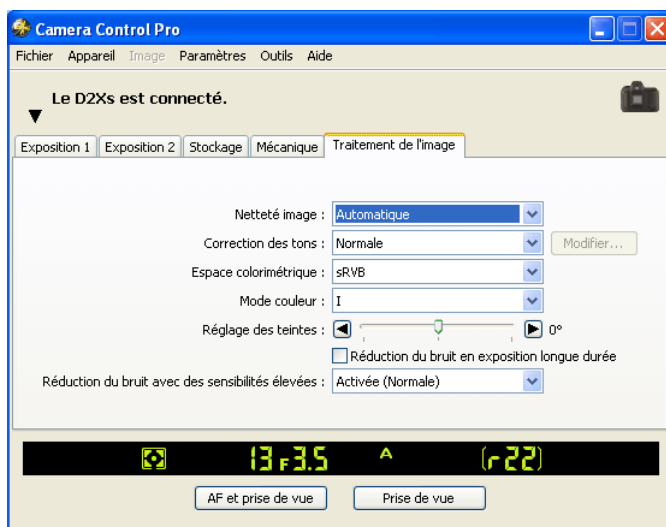 Camera Control Pro
Fichier Appareil Image Paramètres Outils Aide
Le D2Xs est connecté.
Exposition 1 Exposition 2 Stockage Mécanique Traitement de l'image
Netteté image : Automatique
Correction des tons : Normale Modifier...
Espace colorimétrique : sRVB
Mode couleur : I
Réglage des teintes : 0°
Réduction du bruit en exposition longue durée
Réduction du bruit avec des sensibilités élevées : Activée (Normale)
13 F3.5 A (r22)
AF et prise de vue Prise de vue